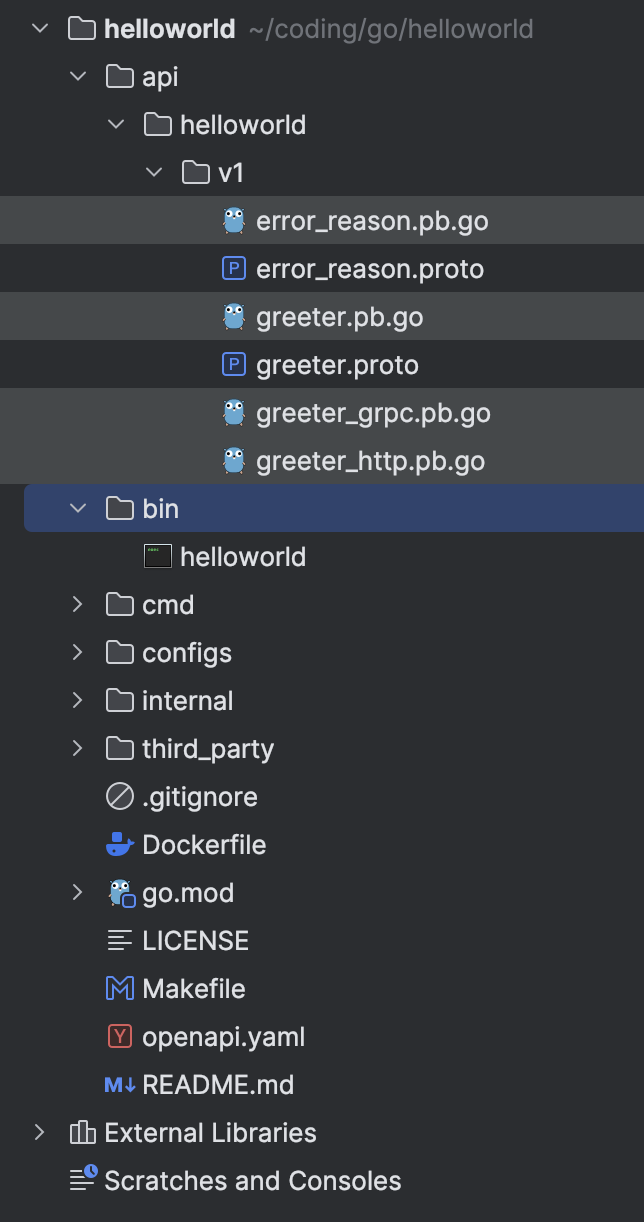 helloworld ~/coding/go/helloworld
api
helloworld
v1
error_reason.pb.go
P error_reason.proto
greeter.pb.go
P greeter.proto
greeter_grpc.pb.go
greeter_http.pb.go
bin
helloworld
cmd
configs
internal
third_party
.gitignore
Dockerfile
go.mod
LICENSE
M Makefile
Y openapi.yaml
M↓ README.md
External Libraries
Scratches and Consoles